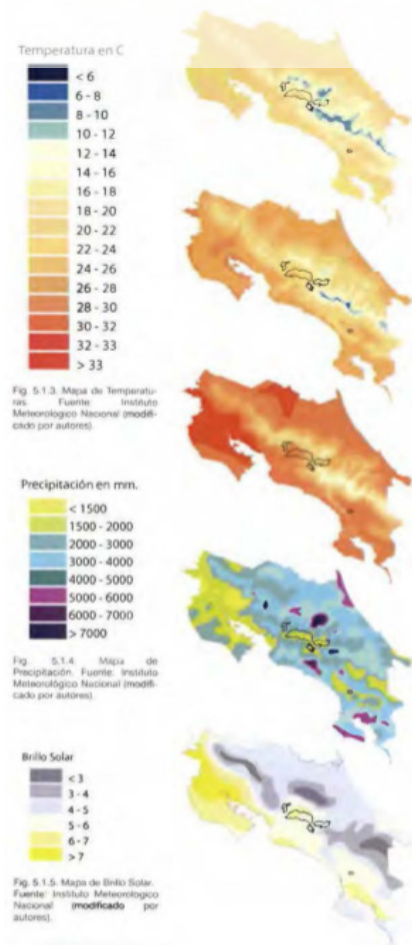 Temperatura en C
< 6
6 - 8
8 - 10
10 - 12
12 - 14
14 - 16
16 - 18
18 - 20
20 - 22
22 - 24
24 - 26
26 - 28
28 - 30
30 - 32
32 - 33
> 33
Fig. 5.1.3. Mapa de Temperatu-
ras. Fuente: Instituto
Meteorologico Nacional (modifi-
cado por autores).
Precipitación en mm.
< 1500
1500 - 2000
2000 - 3000
3000 - 4000
4000 - 5000
5000 - 6000
6000 - 7000
> 7000
Fig. 5.1.4. Mapa de
Precipitación. Fuente: Instituto
Meteorológico Nacional (modifi-
cado por autores).
Brillo Solar
< 3
3 - 4
4 - 5
5 - 6
6 - 7
> 7
Fig. 5.1.5. Mapa de Brillo Solar.
Fuente: Instituto Meteorologico
Nacional (modificado por
autores).